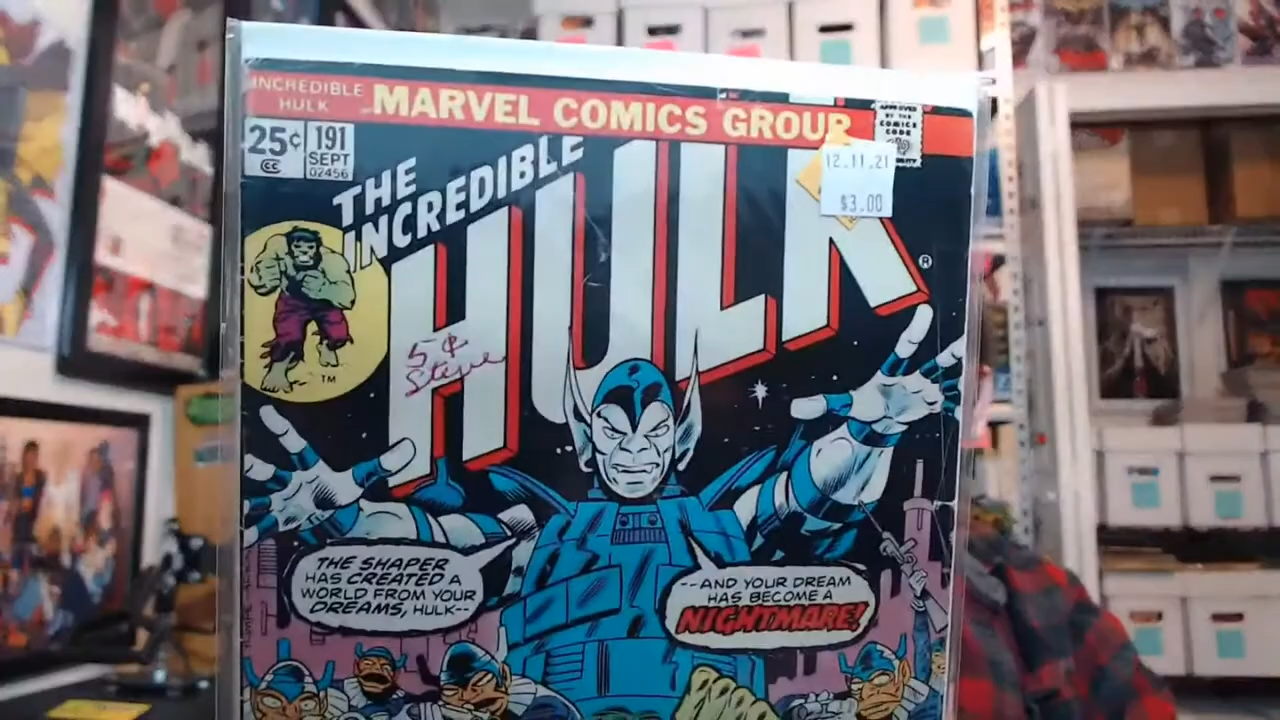 INCREDIBLE
HULK
MARVEL COMICS GROUP
25¢
CC
191
SEPT
02456
APPROVED
BY THE
COMICS
CODE
12.11.21
$3.00
THE
INCREDIBLE
HULK
®
TM
5¢
Steve
THE SHAPER
HAS CREATED A
WORLD FROM YOUR
DREAMS, HULK--
--AND YOUR DREAM
HAS BECOME A
NIGHTMARE!